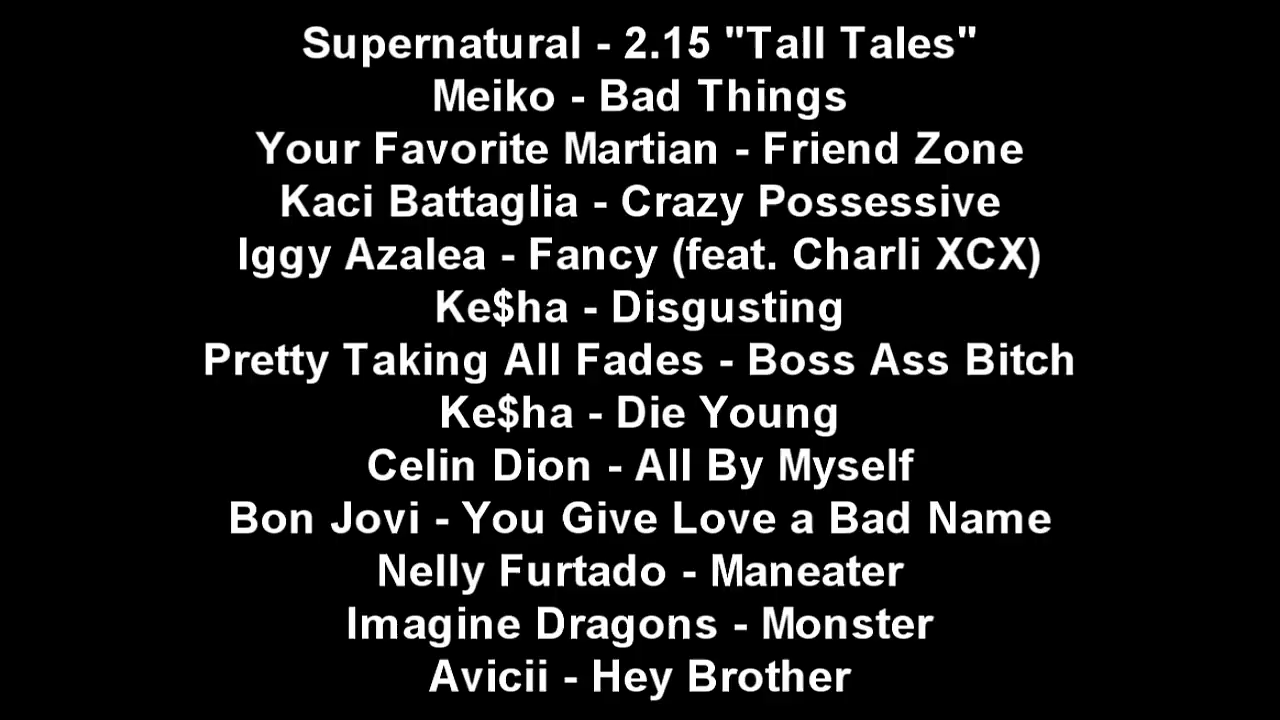 Supernatural - 2.15 "Tall Tales"
Meiko - Bad Things
Your Favorite Martian - Friend Zone
Kaci Battaglia - Crazy Possessive
Iggy Azalea - Fancy (feat. Charli XCX)
Ke$ha - Disgusting
Pretty Taking All Fades - Boss Ass Bitch
Ke$ha - Die Young
Celin Dion - All By Myself
Bon Jovi - You Give Love a Bad Name
Nelly Furtado - Maneater
Imagine Dragons - Monster
Avicii - Hey Brother